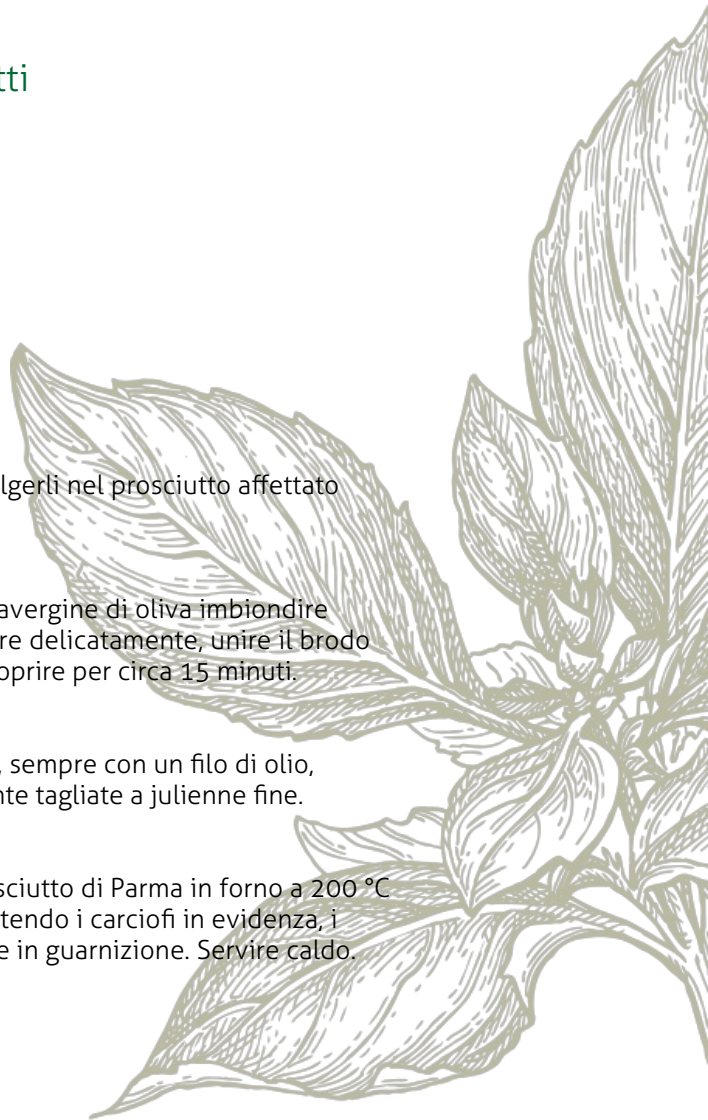 tti
lgerli nel prosciutto affettato
avergine di oliva imbiondire
re delicatamente, unire il brodo
oprire per circa 15 minuti.
, sempre con un filo di olio,
nte tagliate a julienne fine.
sciutto di Parma in forno a 200 °C
tendo i carciofi in evidenza, i
e in guarnizione. Servire caldo.